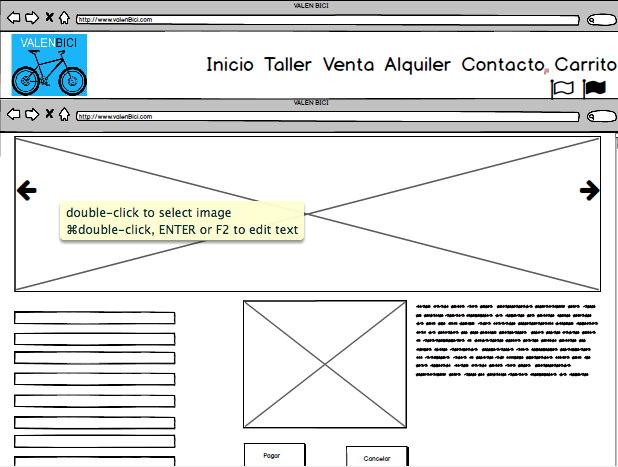 VALEN BICI
http://www.valenBici.com
VALENBICI
Inicio Taller Venta Alquiler Contacto Carrito
VALEN BICI
http://www.valenBici.com
double-click to select image
⌘double-click, ENTER or F2 to edit text
Pagar
Cancelar